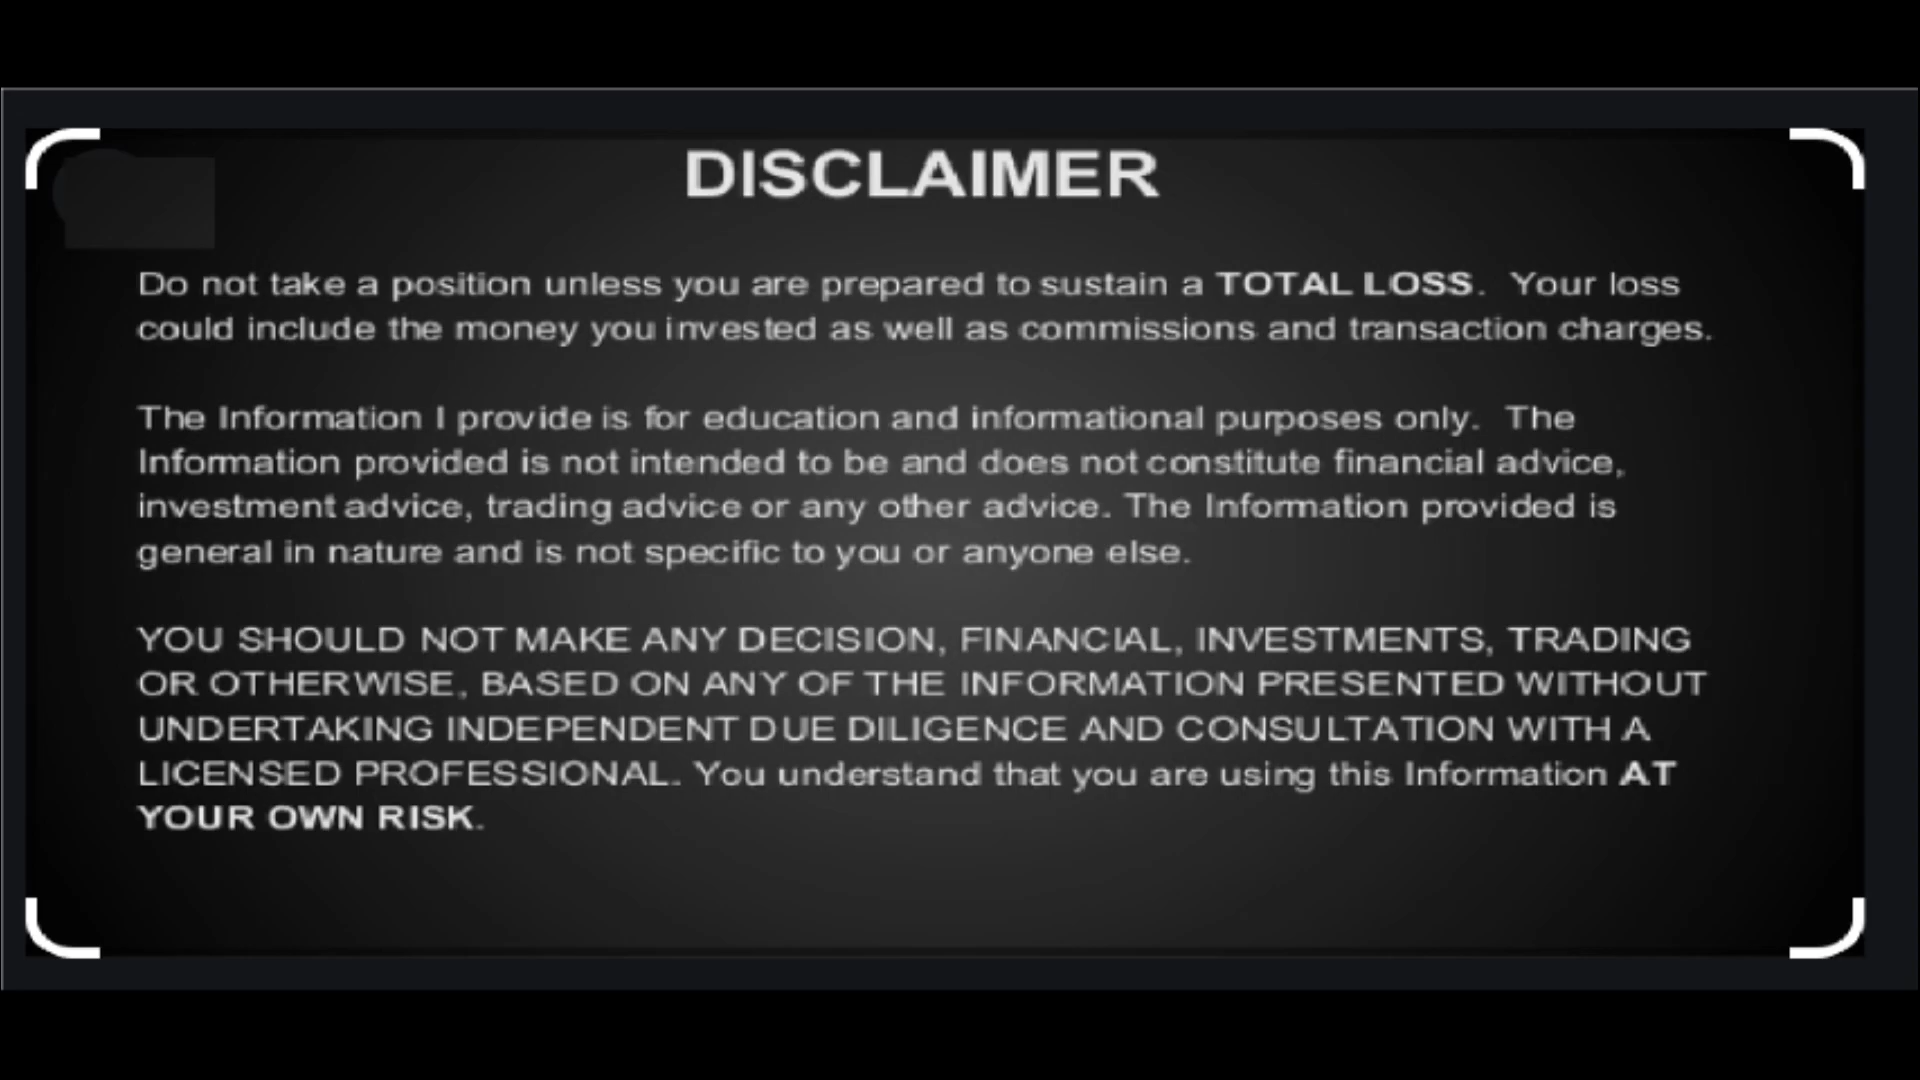 DISCLAIMER
Do not take a position unless you are prepared to sustain a TOTAL LOSS.  Your loss
could include the money you invested as well as commissions and transaction charges.
The Information I provide is for education and informational purposes only.  The
Information provided is not intended to be and does not constitute financial advice,
investment advice, trading advice or any other advice. The Information provided is
general in nature and is not specific to you or anyone else.
YOU SHOULD NOT MAKE ANY DECISION, FINANCIAL, INVESTMENTS, TRADING
OR OTHERWISE, BASED ON ANY OF THE INFORMATION PRESENTED WITHOUT
UNDERTAKING INDEPENDENT DUE DILIGENCE AND CONSULTATION WITH A
LICENSED PROFESSIONAL. You understand that you are using this Information AT
YOUR OWN RISK.